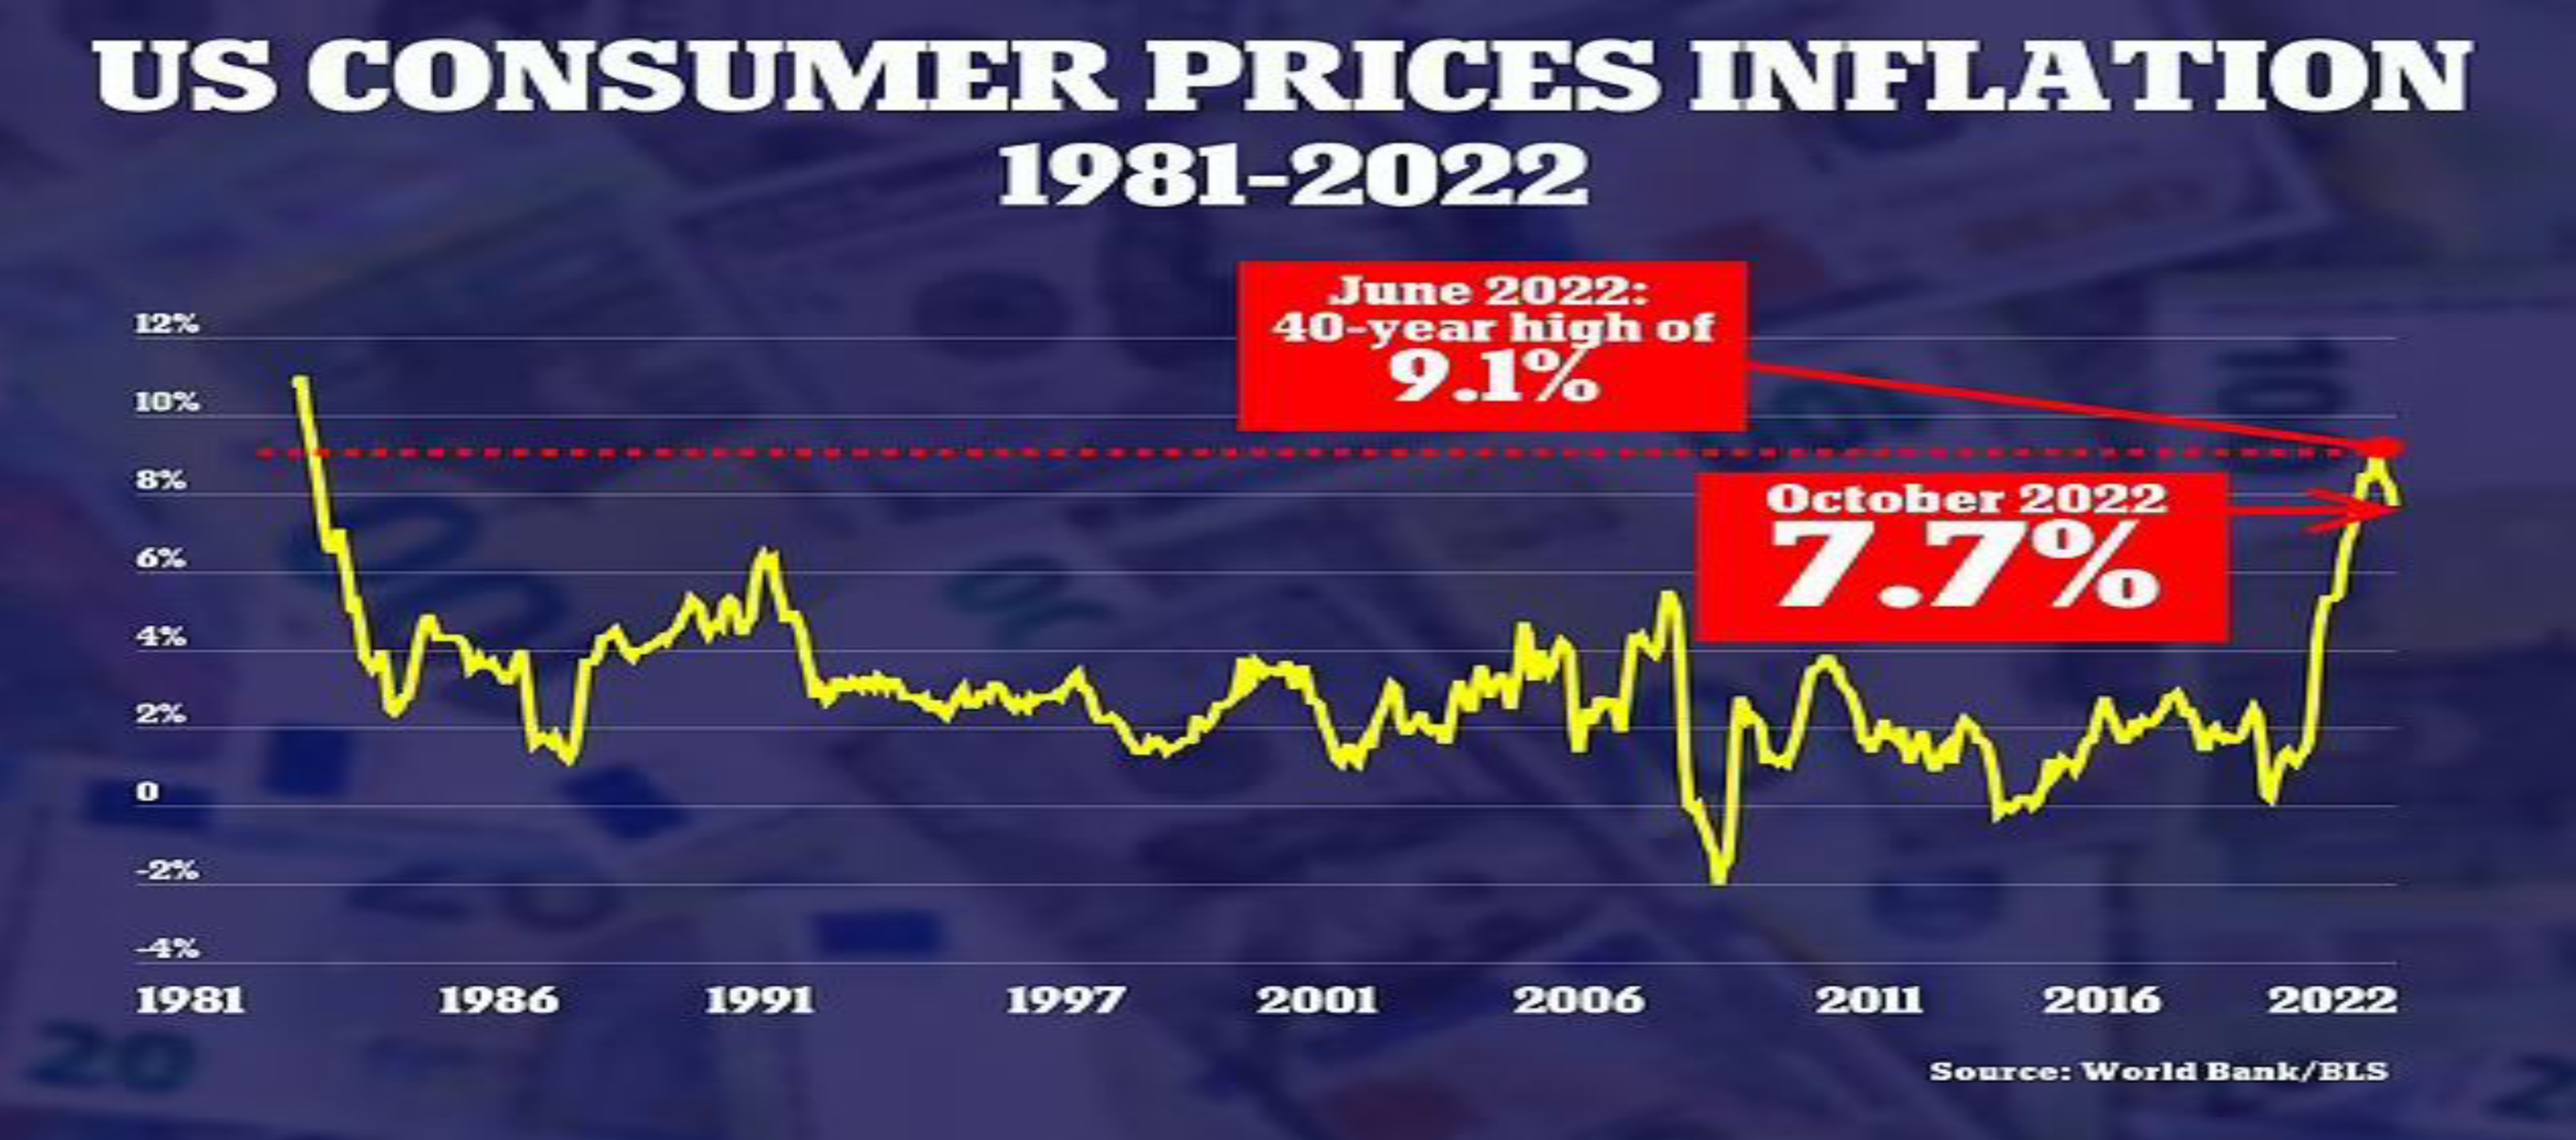 US CONSUMER PRICES INFLATION
1981-2022
June 2022:
40-year high of
9.1%
October 2022
7.7%
12%
10%
8%
6%
4%
2%
0
-2%
-4%
1981 1986 1991 1997 2001 2006 2011 2016 2022
Source: World Bank/BLS